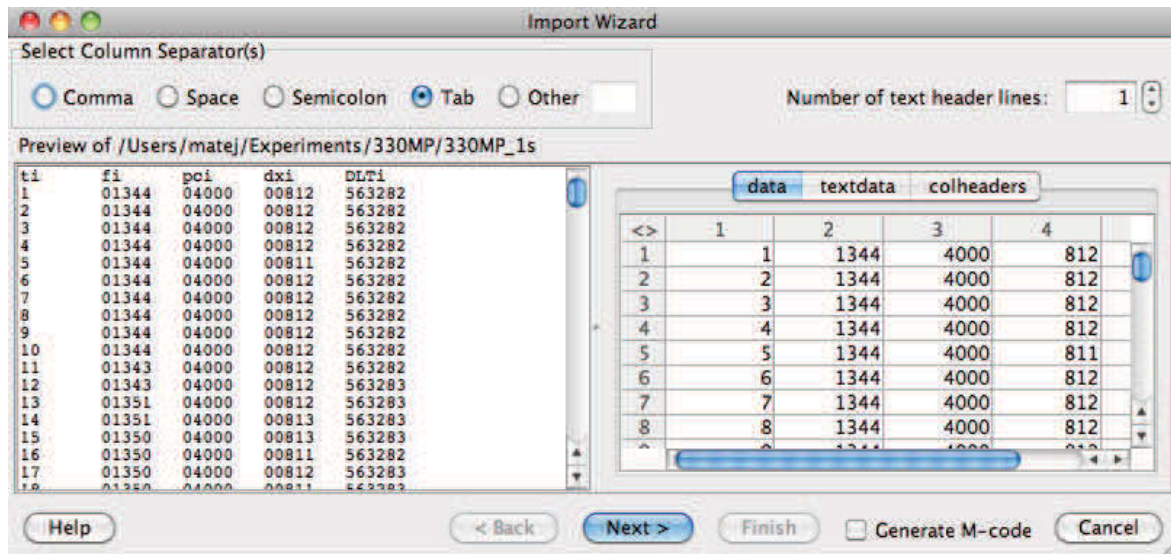 Import Wizard
Select Column Separator(s)
Comma Space Semicolon Tab Other
Number of text header lines: 1
Preview of /Users/matej/Experiments/330MP/330MP_1s
ti fi pci dxi DLTi
1 01344 04000 00812 563282
2 01344 04000 00812 563282
3 01344 04000 00812 563282
4 01344 04000 00812 563282
5 01344 04000 00811 563282
6 01344 04000 00812 563282
7 01344 04000 00812 563282
8 01344 04000 00812 563282
9 01344 04000 00812 563282
10 01344 04000 00812 563282
11 01343 04000 00812 563282
12 01343 04000 00812 563283
13 01351 04000 00812 563283
14 01351 04000 00813 563283
15 01350 04000 00813 563283
16 01350 04000 00811 563282
17 01350 04000 00812 563283
data textdata colheaders
<> 1 2 3 4
1 1 1344 4000 812
2 2 1344 4000 812
3 3 1344 4000 812
4 4 1344 4000 812
5 5 1344 4000 811
6 6 1344 4000 812
7 7 1344 4000 812
8 8 1344 4000 812
Help < Back Next > Finish Generate M-code Cancel